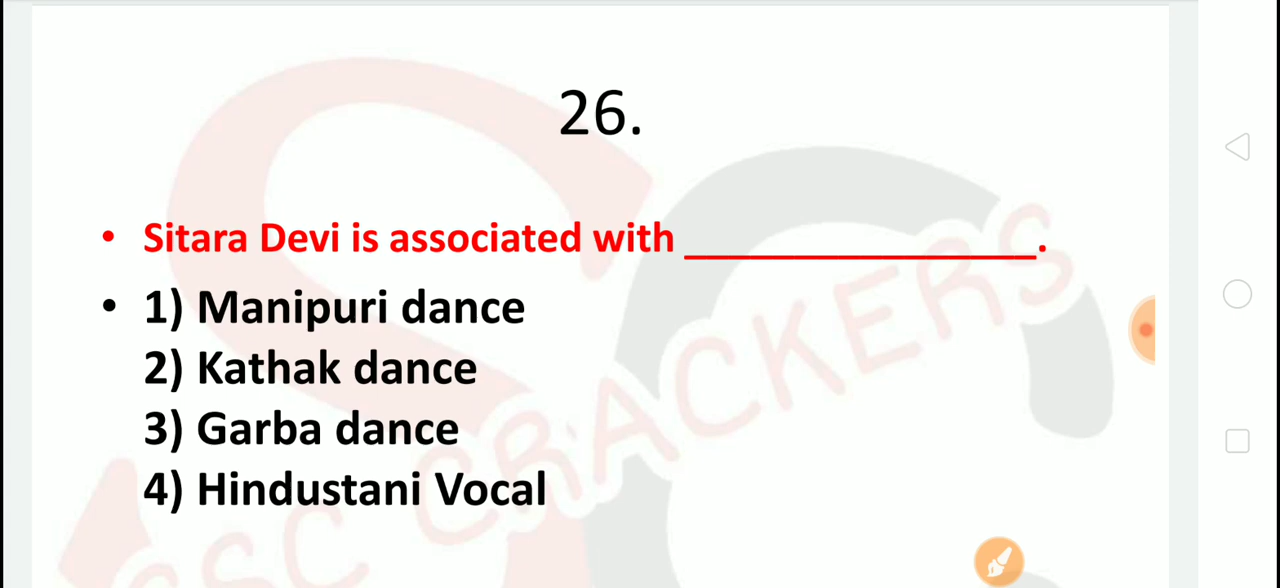 26.
• Sitara Devi is associated with ________________.
• 1) Manipuri dance
2) Kathak dance
3) Garba dance
4) Hindustani Vocal
SSC CRACKERS